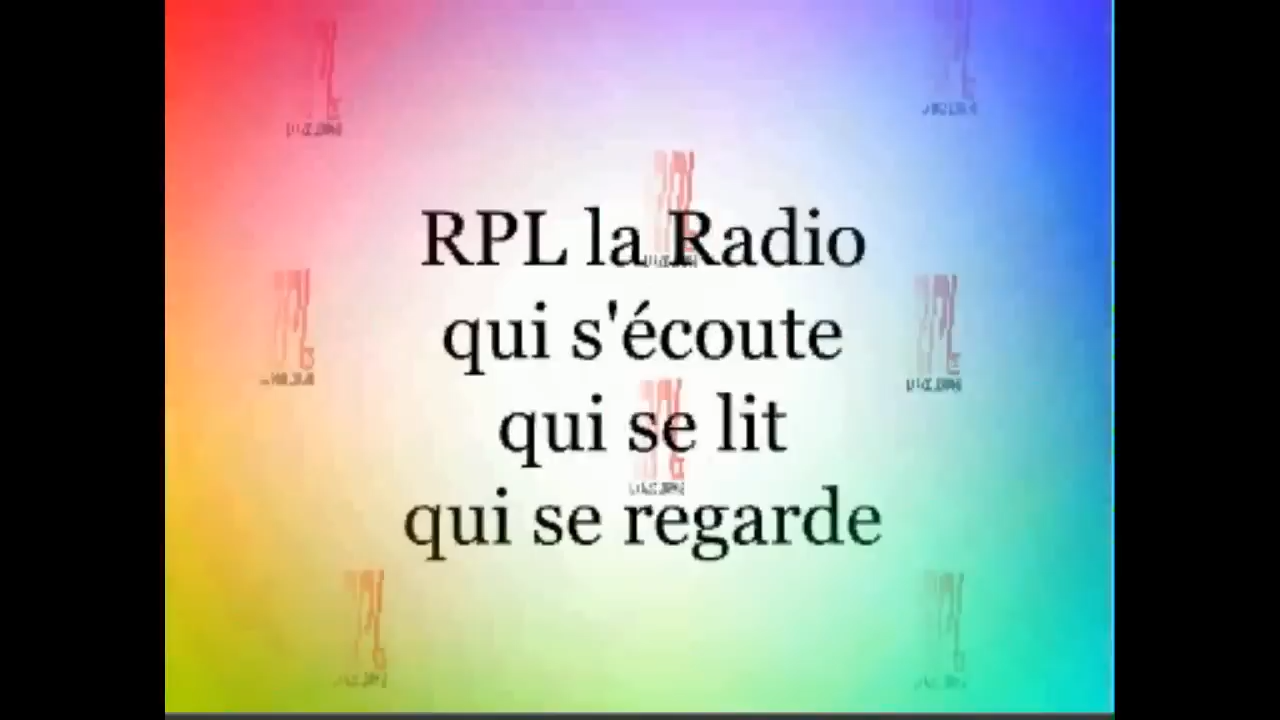 RPL la Radio
qui s'écoute
qui se lit
qui se regarde